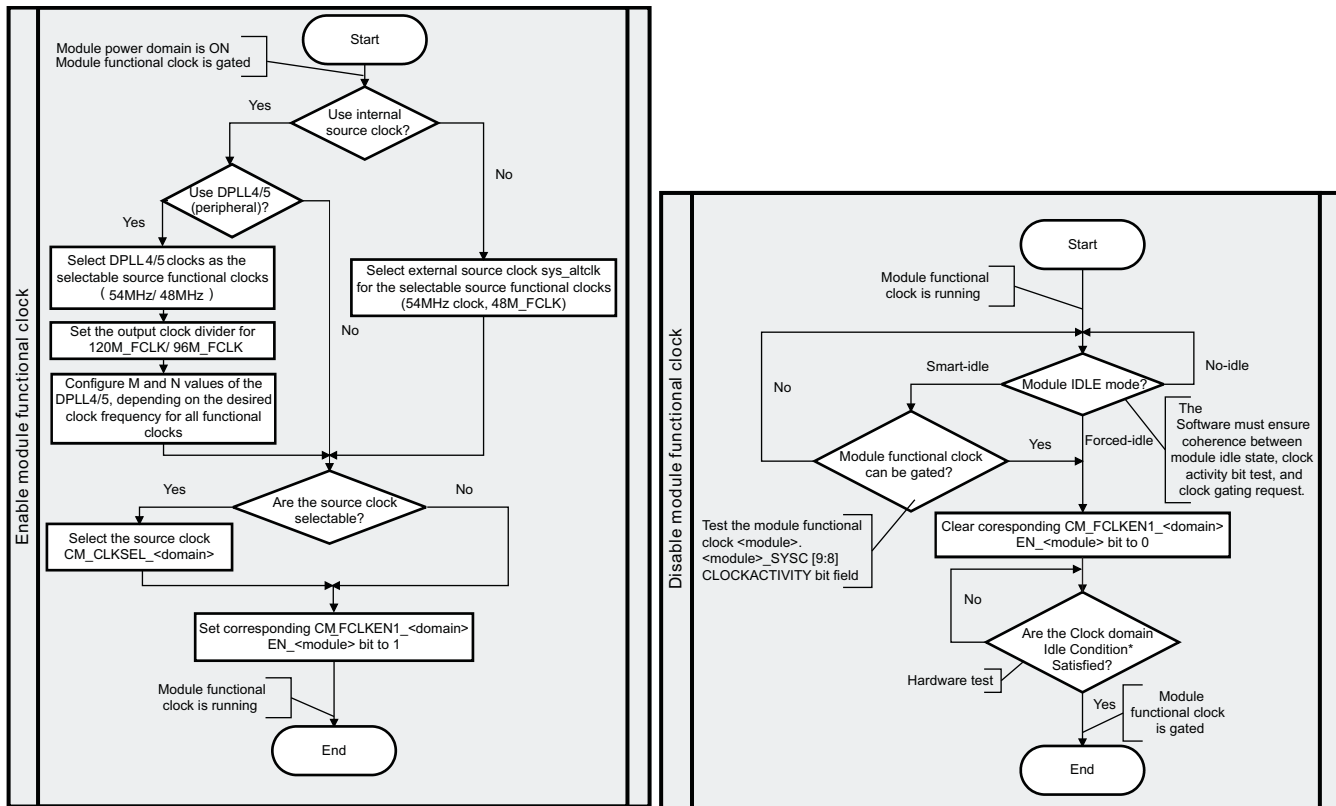 Enable module functional clock
Start
Module power domain is ON
Module functional clock is gated
Use internal
source clock?
Yes
No
Use DPLL4/5
(peripheral)?
Yes
No
Select DPLL4/5 clocks as the
selectable source functional clocks
( 54MHz/ 48MHz )
Set the output clock divider for
120M_FCLK/ 96M_FCLK
Configure M and N values of the
DPLL4/5, depending on the desired
clock frequency for all functional
clocks
Select external source clock sys_altclk
for the selectable source functional clocks
(54MHz clock, 48M_FCLK)
Are the source clock
selectable?
Yes
No
Select the source clock
CM_CLKSEL_<domain>
Set corresponding CM_FCLKEN1_<domain>
EN_<module> bit to 1
Module functional
clock is running
End
Disable module functional clock
Start
Module functional
clock is running
Module IDLE mode?
Smart-idle
No-idle
Forced-idle
The
Software must ensure
coherence between
module idle state, clock
activity bit test, and
clock gating request.
Module functional clock
can be gated?
No
Yes
Test the module functional
clock <module>.
<module>_SYSC [9:8]
CLOCKACTIVITY bit field
Clear coresponding CM_FCLKEN1_<domain>
EN_<module> bit to 0
No
Are the Clock domain
Idle Condition*
Satisfied?
Hardware test
Yes
Module
functional clock
is gated
End